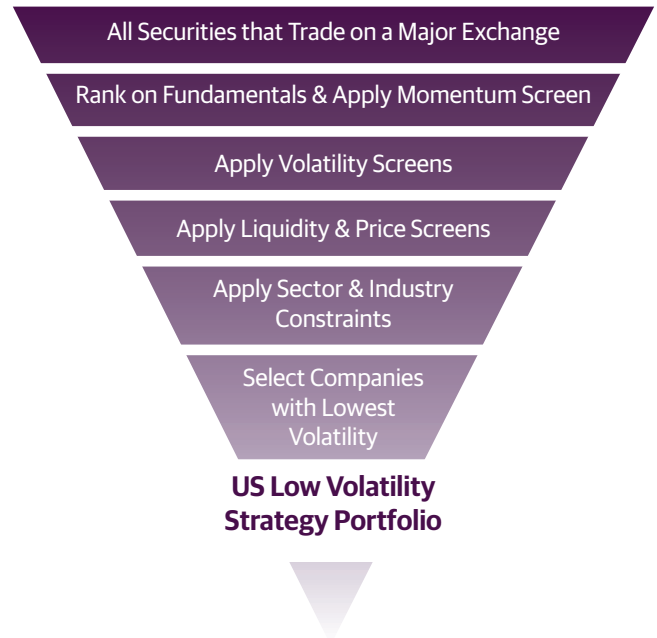 All Securities that Trade on a Major Exchange
Rank on Fundamentals & Apply Momentum Screen
Apply Volatility Screens
Apply Liquidity & Price Screens
Apply Sector & Industry
Constraints
Select Companies
with Lowest
Volatility
US Low Volatility
Strategy Portfolio